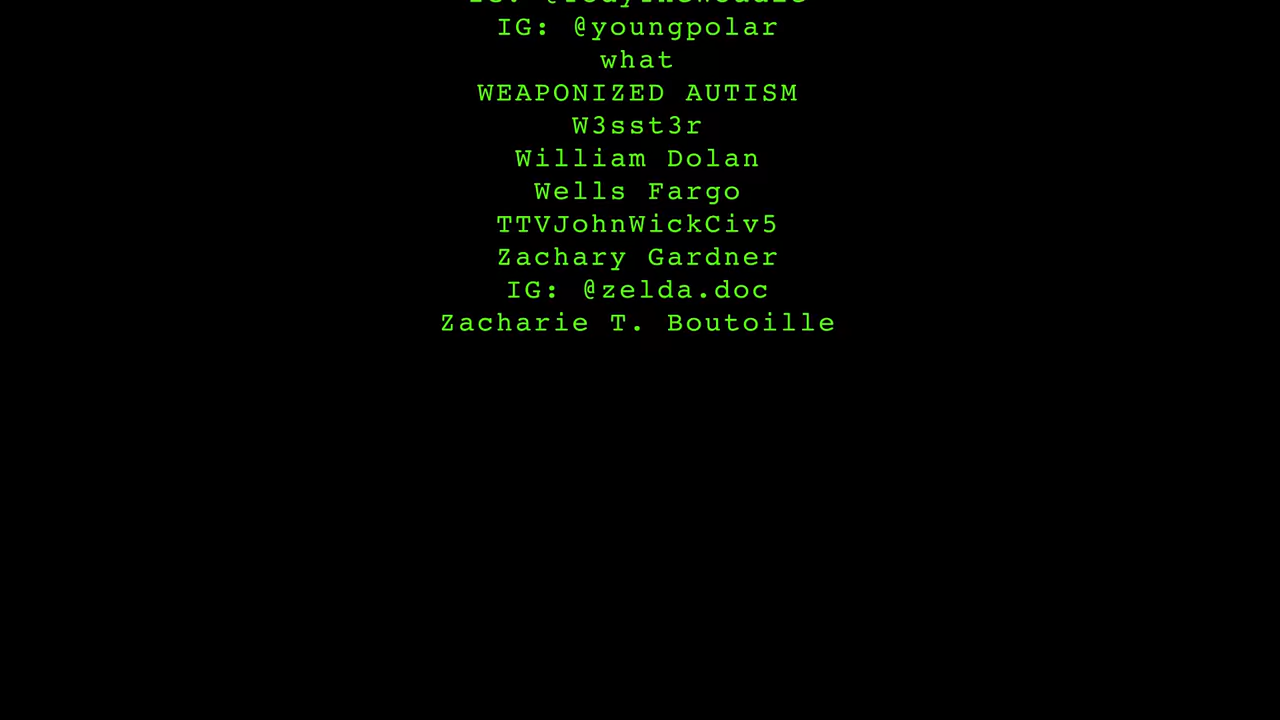 IG: @youngpolar
what
WEAPONIZED AUTISM
W3sst3r
William Dolan
Wells Fargo
TTVJohnWickCiv5
Zachary Gardner
IG: @zelda.doc
Zacharie T. Boutoille